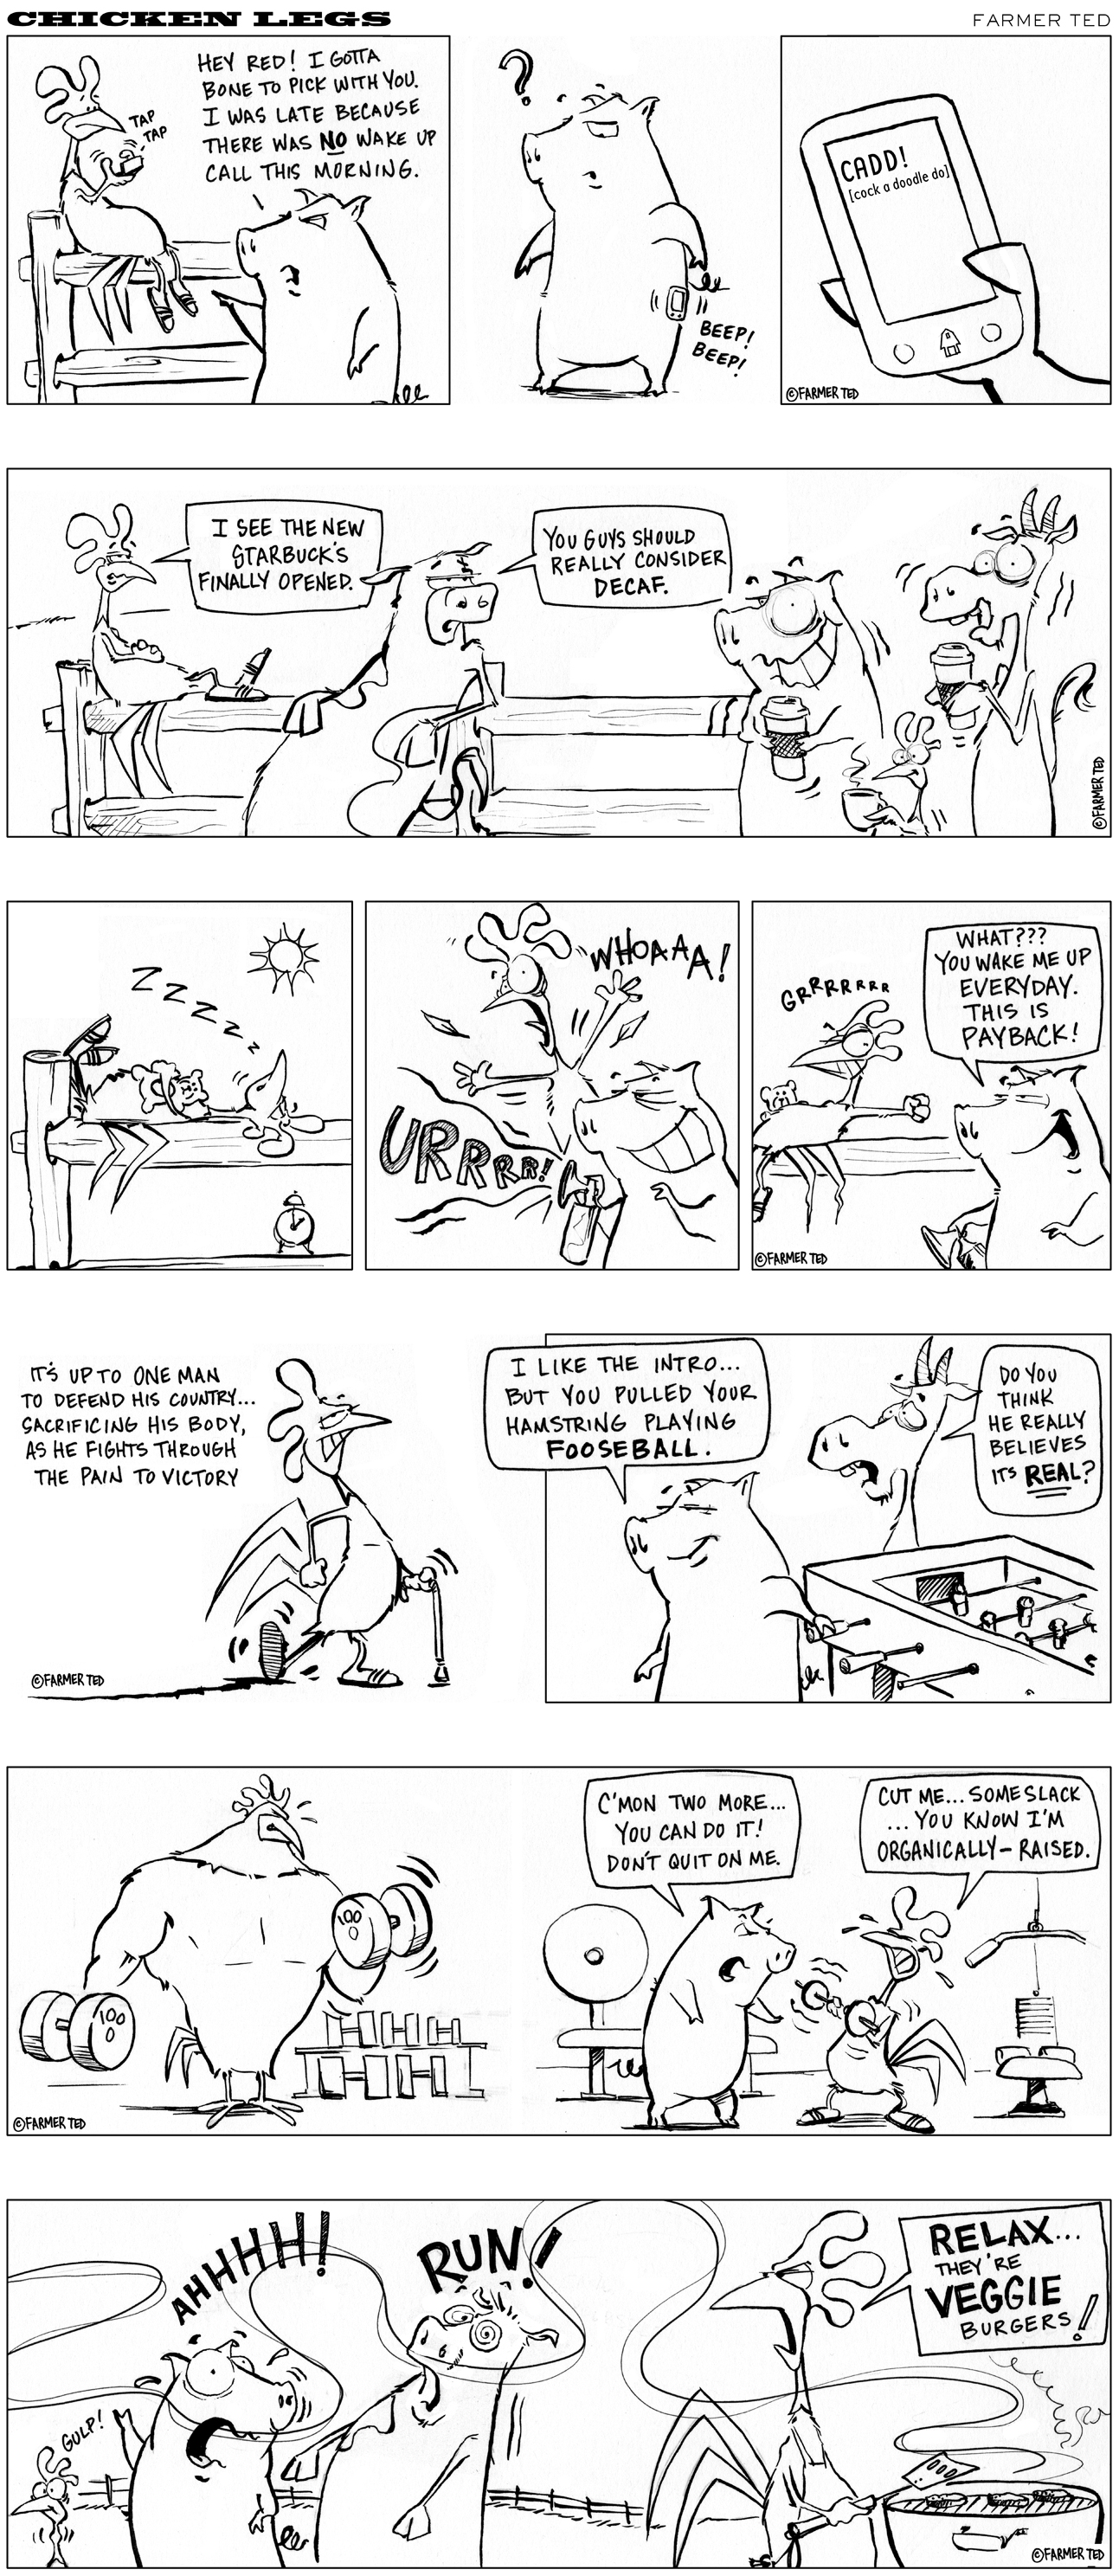 CHICKEN LEGS
FARMER TED
TAP
TAP
HEY RED! I GOTTA
BONE TO PICK WITH YOU.
I WAS LATE BECAUSE
THERE WAS NO WAKE UP
CALL THIS MORNING.
?
BEEP!
BEEP!
CADD!
[cock a doodle do]
©FARMER TED
I SEE THE NEW
STARBUCK'S
FINALLY OPENED.
YOU GUYS SHOULD
REALLY CONSIDER
DECAF.
©FARMER TED
ZZZZZZZ
WHOAAA!
URRRRR!
GRRRRRRR
WHAT???
YOU WAKE ME UP
EVERYDAY.
THIS IS
PAYBACK!
©FARMER TED
IT'S UP TO ONE MAN
TO DEFEND HIS COUNTRY...
SACRIFICING HIS BODY,
AS HE FIGHTS THROUGH
THE PAIN TO VICTORY
©FARMER TED
I LIKE THE INTRO...
BUT YOU PULLED YOUR
HAMSTRING PLAYING
FOOSEBALL.
DO YOU
THINK
HE REALLY
BELIEVES
ITS REAL?
100
100
©FARMER TED
C'MON TWO MORE...
YOU CAN DO IT!
DON'T QUIT ON ME.
CUT ME... SOME SLACK
...YOU KNOW I'M
ORGANICALLY-RAISED.
GULP!
AHHHH!
RUN!
RELAX...
THEY'RE
VEGGIE
BURGERS!
©FARMER TED